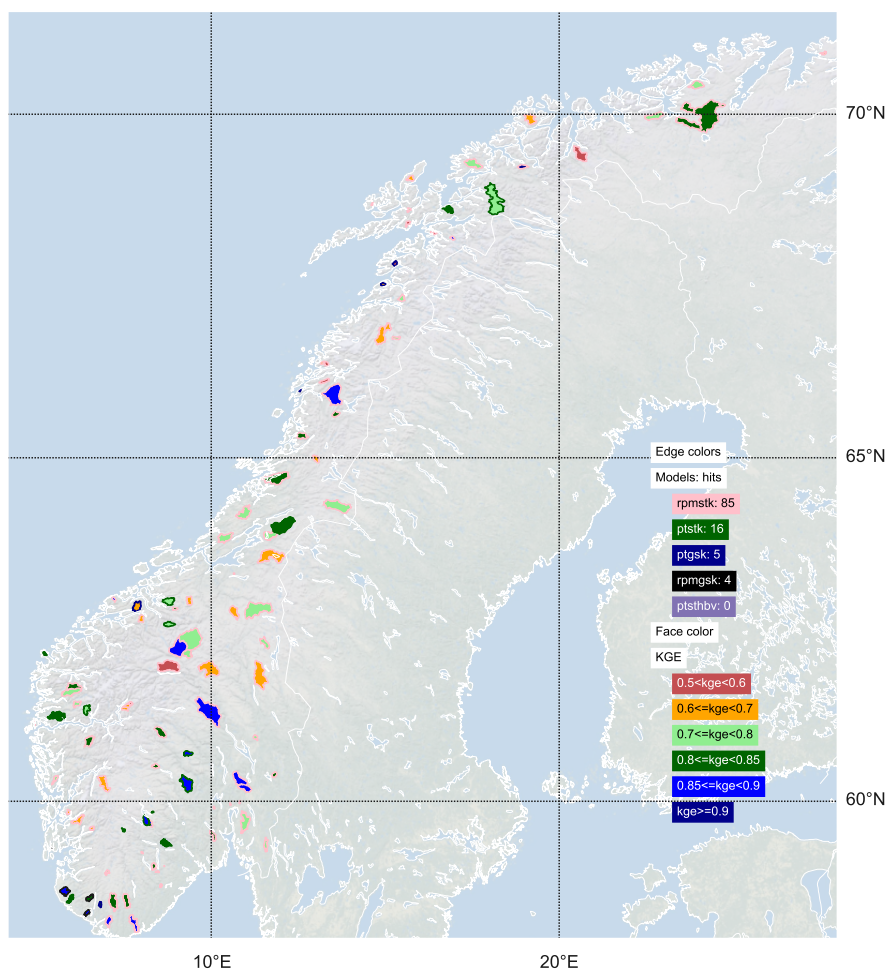 70°N
65°N
Edge colors
Models: hits
rpmstk: 85
ptstk: 16
ptgsk: 5
rpmgsk: 4
ptsthbv: 0
Face color
KGE
0.5<kge<0.6
0.6<=kge<0.7
0.7<=kge<0.8
0.8<=kge<0.85
0.85<=kge<0.9
60°N
kge>=0.9
10°E
20°E